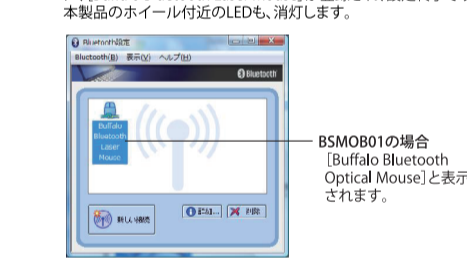 本製品のホイール付近のLEDも、消灯します。
Bluetooth設定
Bluetooth(B) 表示(V) ヘルプ(H)
Bluetooth
Buffalo
Bluetooth
Laser
Mouse
新しい接続
削除
BSMOB01の場合
[Buffalo Bluetooth
Optical Mouse]と表示
されます。